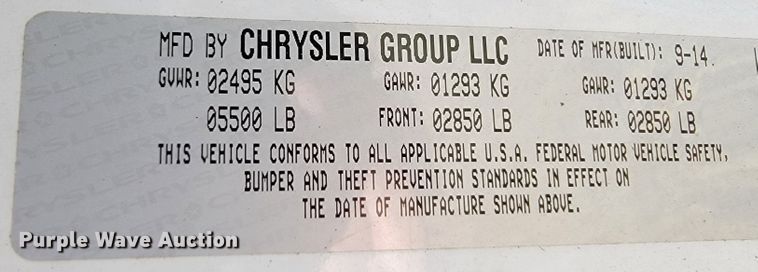 MFD BY CHRYSLER GROUP LLC DATE OF MFR(BUILT): 9-14.
GVWR: 02495 KG GAWR: 01293 KG GAWR: 01293 KG
05500 LB FRONT: 02850 LB REAR: 02850 LB
THIS VEHICLE CONFORMS TO ALL APPLICABLE U.S.A. FEDERAL MOTOR VEHICLE SAFETY,
BUMPER AND THEFT PREVENTION STANDARDS IN EFFECT ON
THE DATE OF MANUFACTURE SHOWN ABOVE.
Purple Wave Auction